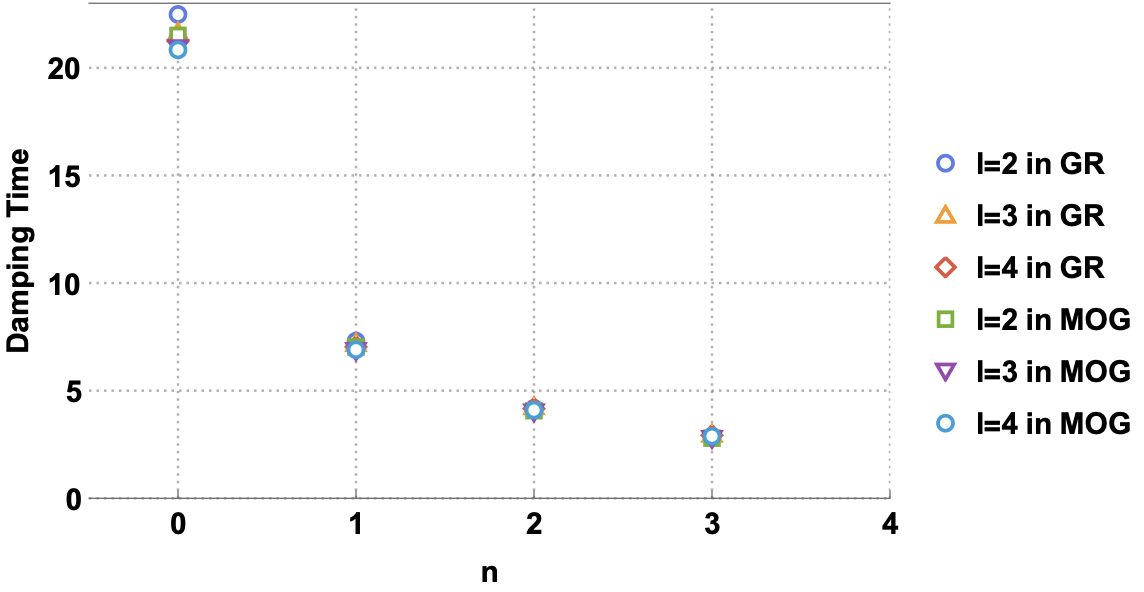 20
15
10
5
0
Damping Time
0 1 2 3 4
n
l=2 in GR
l=3 in GR
l=4 in GR
l=2 in MOG
l=3 in MOG
l=4 in MOG